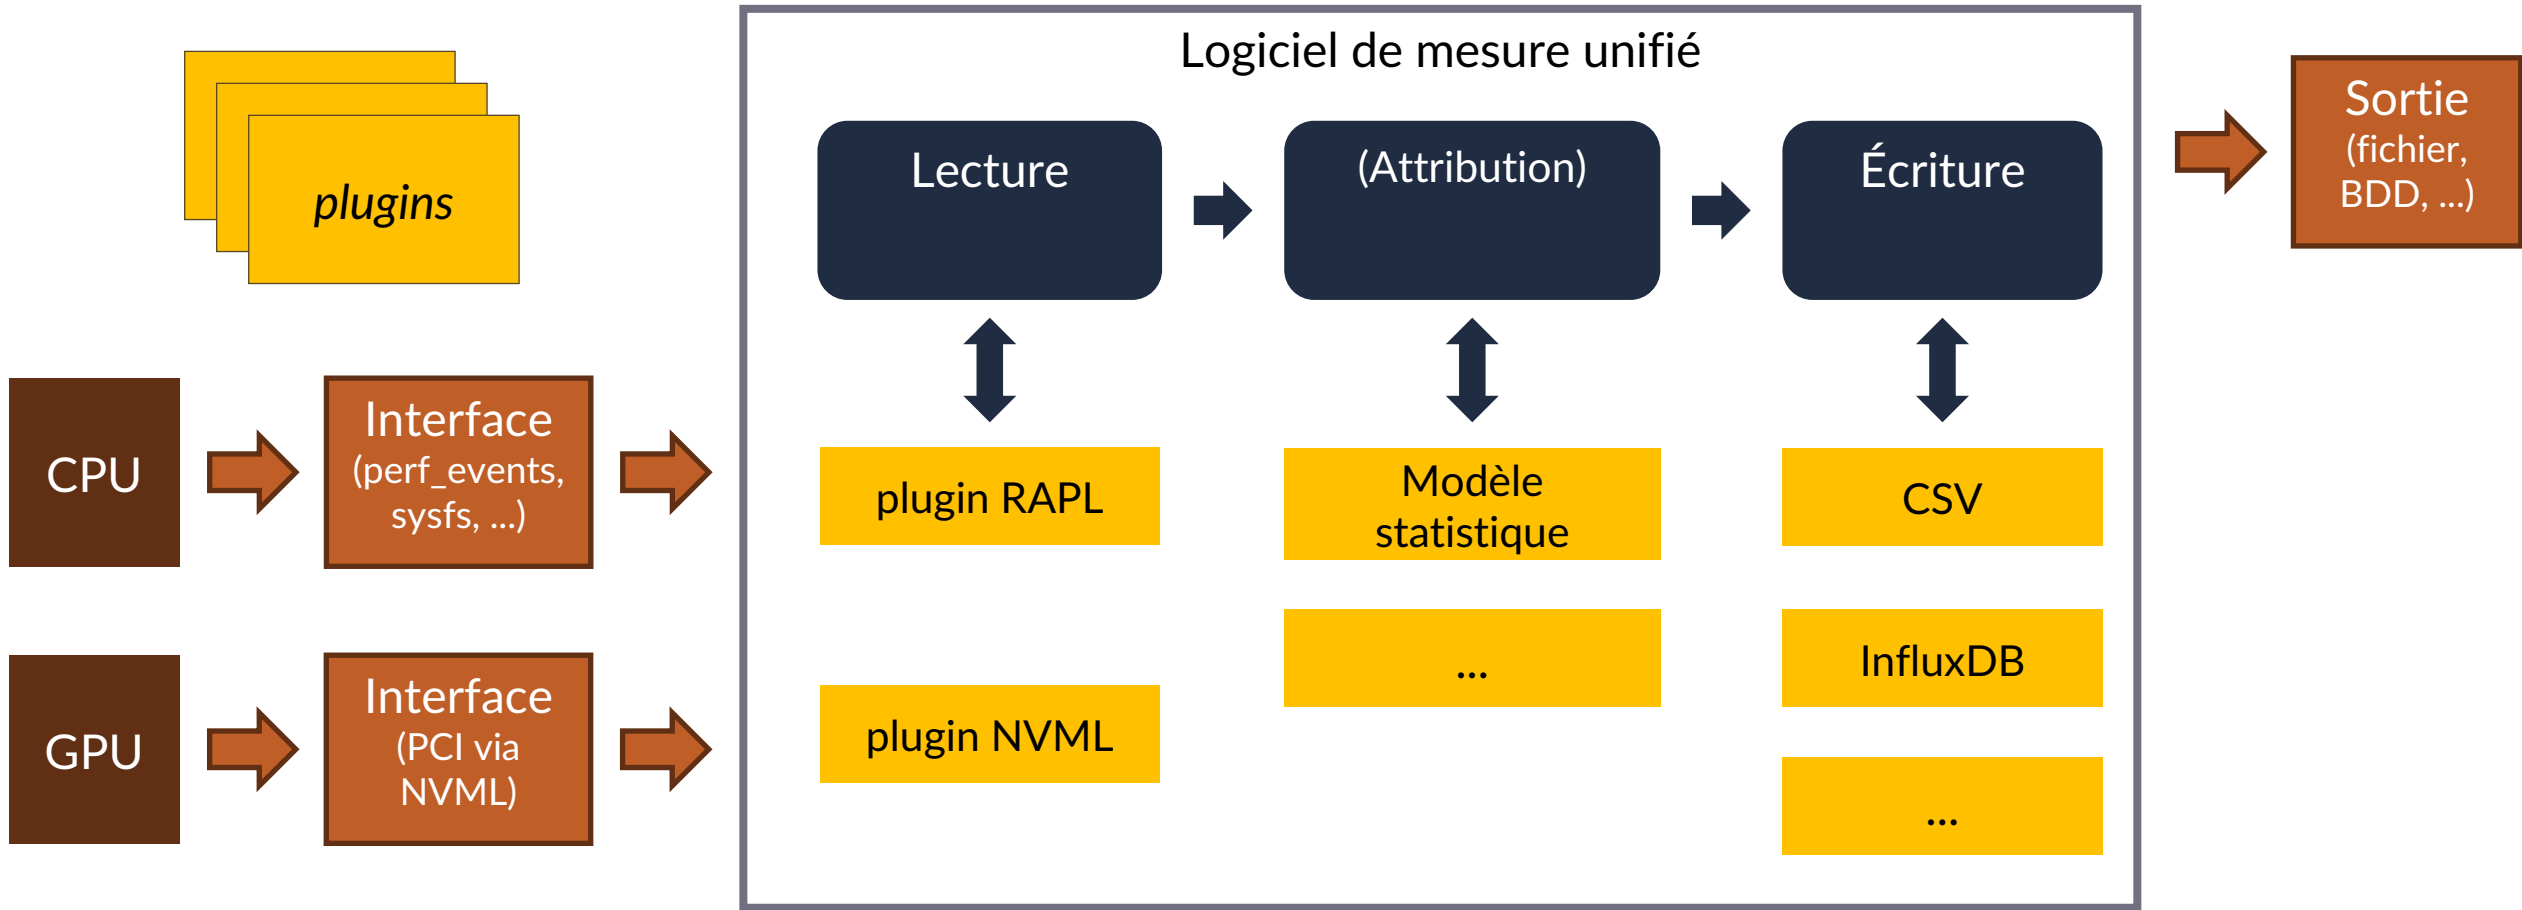 Logiciel de mesure unifié
plugins
Lecture
(Attribution)
Écriture
Sortie
(fichier,
BDD, ...)
CPU
Interface
(perf_events,
sysfs, ...)
plugin RAPL
Modèle
statistique
CSV
GPU
Interface
(PCI via
NVML)
plugin NVML
...
InfluxDB
...